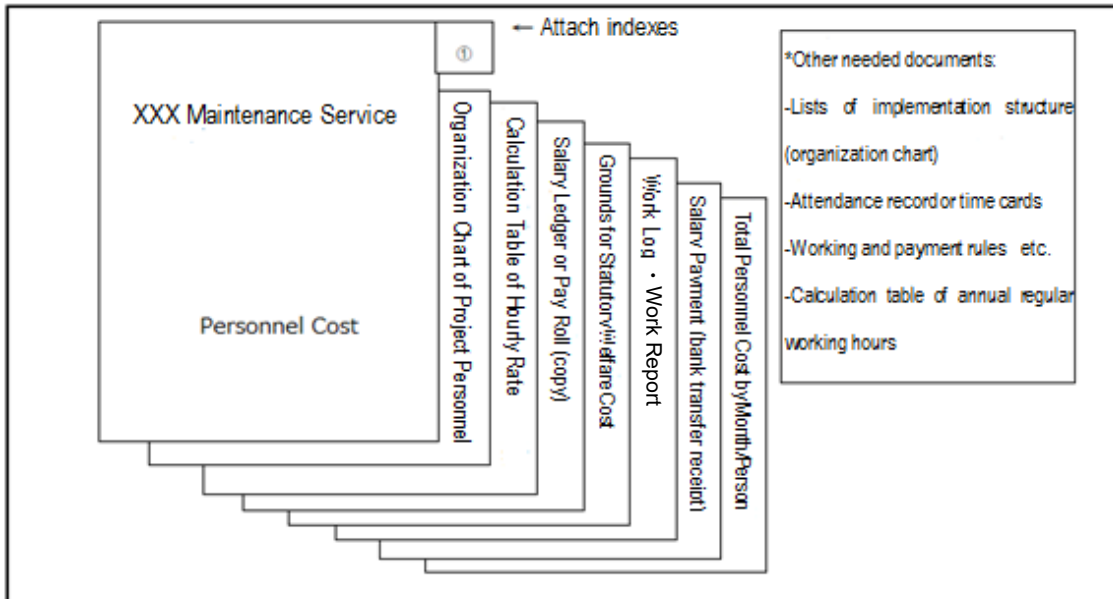 ← Attach indexes
①
XXX Maintenance Service
Personnel Cost
Organization Chart of Project Personnel
Calculation Table of Hourly Rate
Salary Ledger or Pay Roll (copy)
Grounds for Statutory Welfare Cost
Work Log ・Work Report
Salary Payment (bank transfer receipt)
Total Personnel Cost by Month/Person
*Other needed documents:
-Lists of implementation structure
(organization chart)
-Attendance record or time cards
-Working and payment rules etc.
-Calculation table of annual regular
working hours